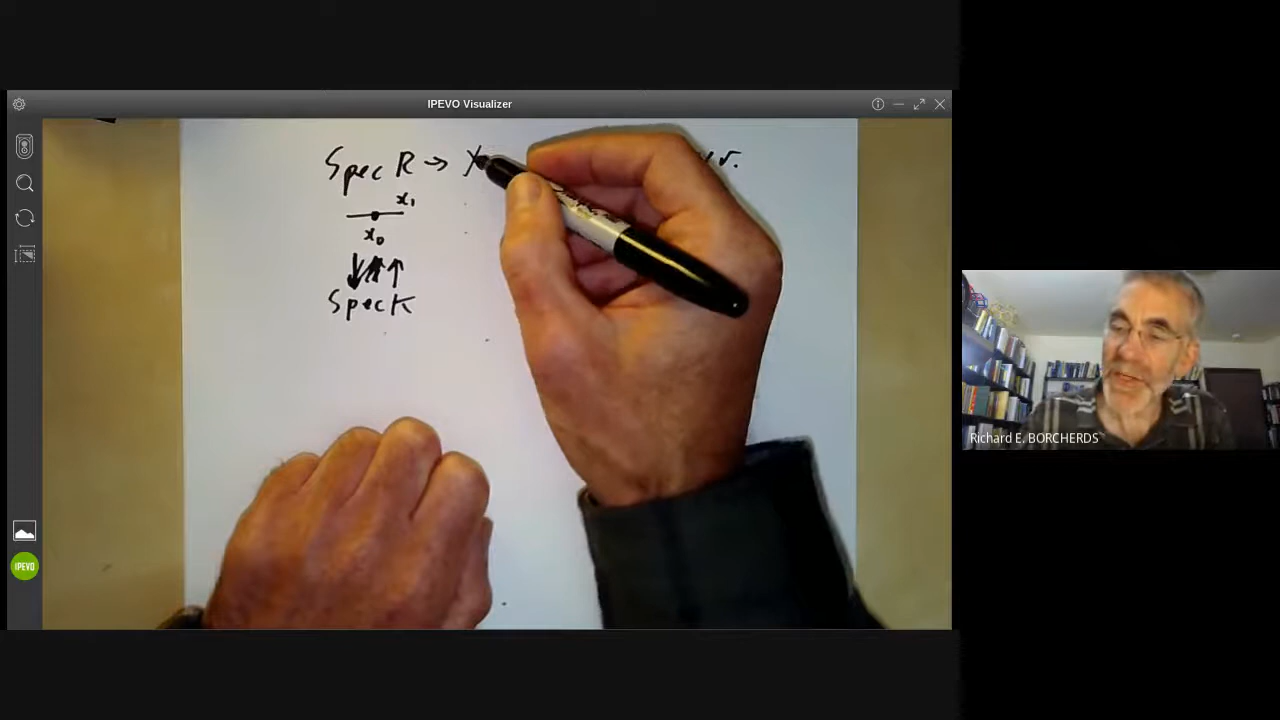 IPEVO Visualizer
Spec R → X
x₁
x₀
Spec K
IPEVO
Richard E. BORCHERDS